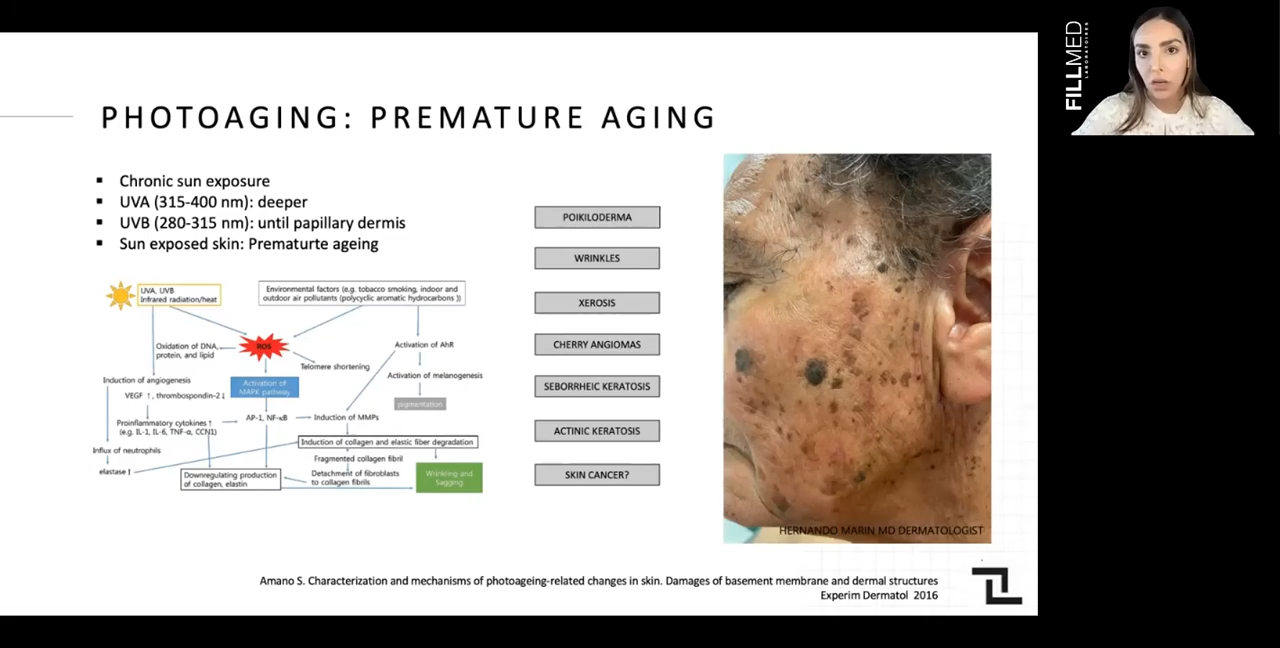 PHOTOAGING: PREMATURE AGING
▪ Chronic sun exposure
▪ UVA (315-400 nm): deeper
▪ UVB (280-315 nm): until papillary dermis
▪ Sun exposed skin: Prematurte ageing
UVA, UVB
Infrared radiation/heat
Environmental factors (e.g. tobacco smoking, indoor and
outdoor air pollutants (polycyclic aromatic hydrocarbons ))
Oxidation of DNA,
protein, and lipid
ROS
Telomere shortening
Activation of AhR
Induction of angiogenesis
VEGF ↑, thrombospondin-2↓
Activation of
MAPK pathway
Activation of melanogenesis
pigmentation
Proinflammatory cytokines↑
(e.g. IL-1, IL-6, TNF-α, CCN1)
AP-1, NF-κB
Induction of MMPs
Influx of neutrophils
elastase↑
Induction of collagen and elastic fiber degradation
Fragmented collagen fibril
Detachment of fibroblasts
to collagen fibrils
Downregulating production
of collagen, elastin
Wrinkling and
Sagging
POIKILODERMA
WRINKLES
XEROSIS
CHERRY ANGIOMAS
SEBORRHEIC KERATOSIS
ACTINIC KERATOSIS
SKIN CANCER?
HERNANDO MARIN MD DERMATOLOGIST
Amano S. Characterization and mechanisms of photoageing-related changes in skin. Damages of basement membrane and dermal structures
Experim Dermatol 2016
FILLMED
LABORATOIRES